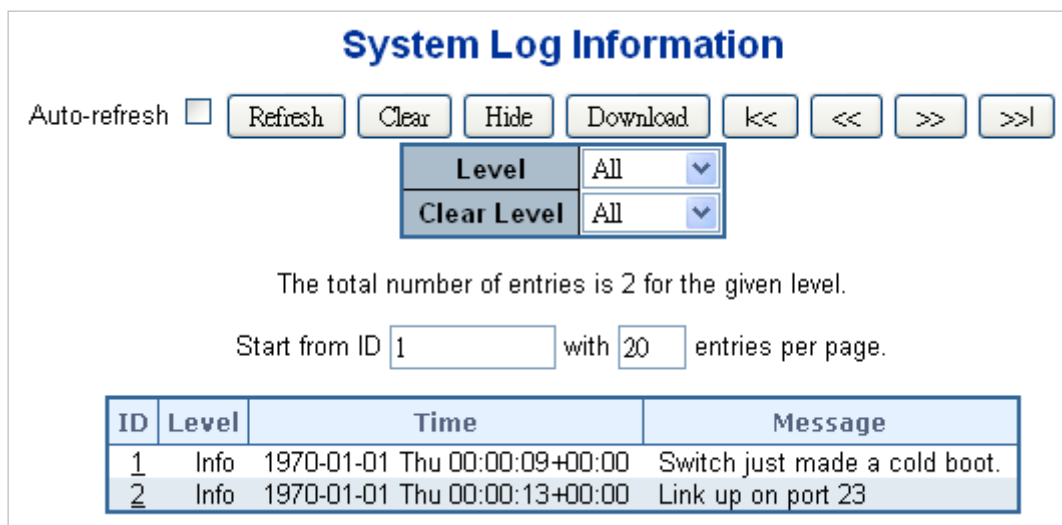 System Log Information
Auto-refresh Refresh Clear Hide Download |<< << >> >>|
Level All
Clear Level All
The total number of entries is 2 for the given level.
Start from ID 1 with 20 entries per page.
ID Level Time Message
1 Info 1970-01-01 Thu 00:00:09+00:00 Switch just made a cold boot.
2 Info 1970-01-01 Thu 00:00:13+00:00 Link up on port 23